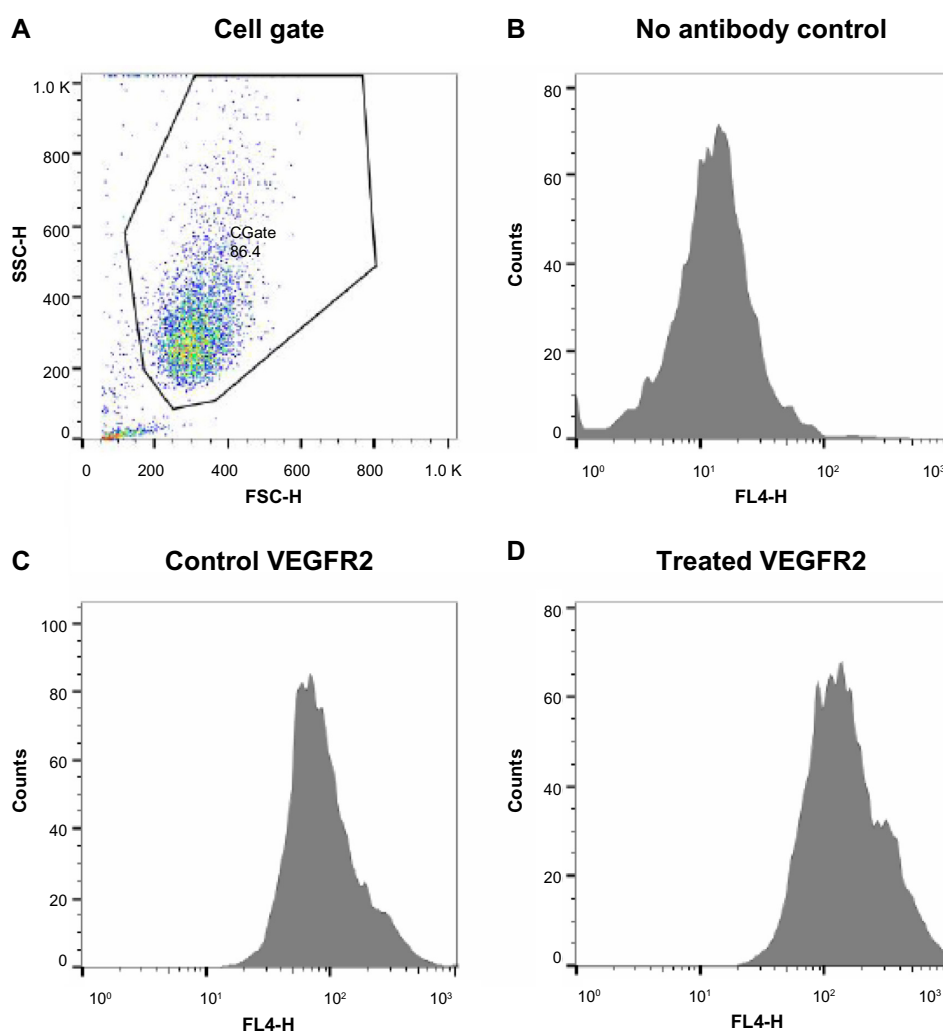 A
Cell gate
1.0 K
800
600
400
200
0
SSC-H
CGate
86.4
0
200
400
600
800
1.0 K
FSC-H
B
No antibody control
80
60
40
20
0
Counts
10⁰
10¹
10²
10³
FL4-H
C
Control VEGFR2
100
80
60
40
20
0
Counts
10⁰
10¹
10²
10³
FL4-H
D
Treated VEGFR2
80
60
40
20
0
Counts
10⁰
10¹
10²
10³
FL4-H